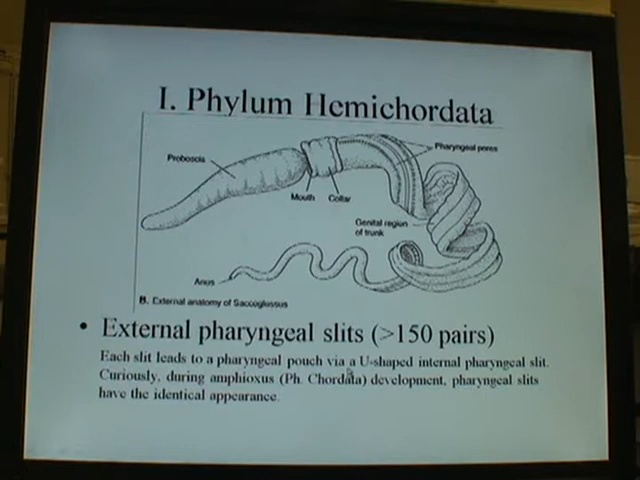 I. Phylum Hemichordata
Proboscis
Pharyngeal pores
Mouth
Collar
Genital region
of trunk
Anus
B. External anatomy of Saccoglossus
• External pharyngeal slits (>150 pairs)
Each slit leads to a pharyngeal pouch via a U-shaped internal pharyngeal slit.
Curiously, during amphioxus (Ph. Chordata) development, pharyngeal slits
have the identical appearance.